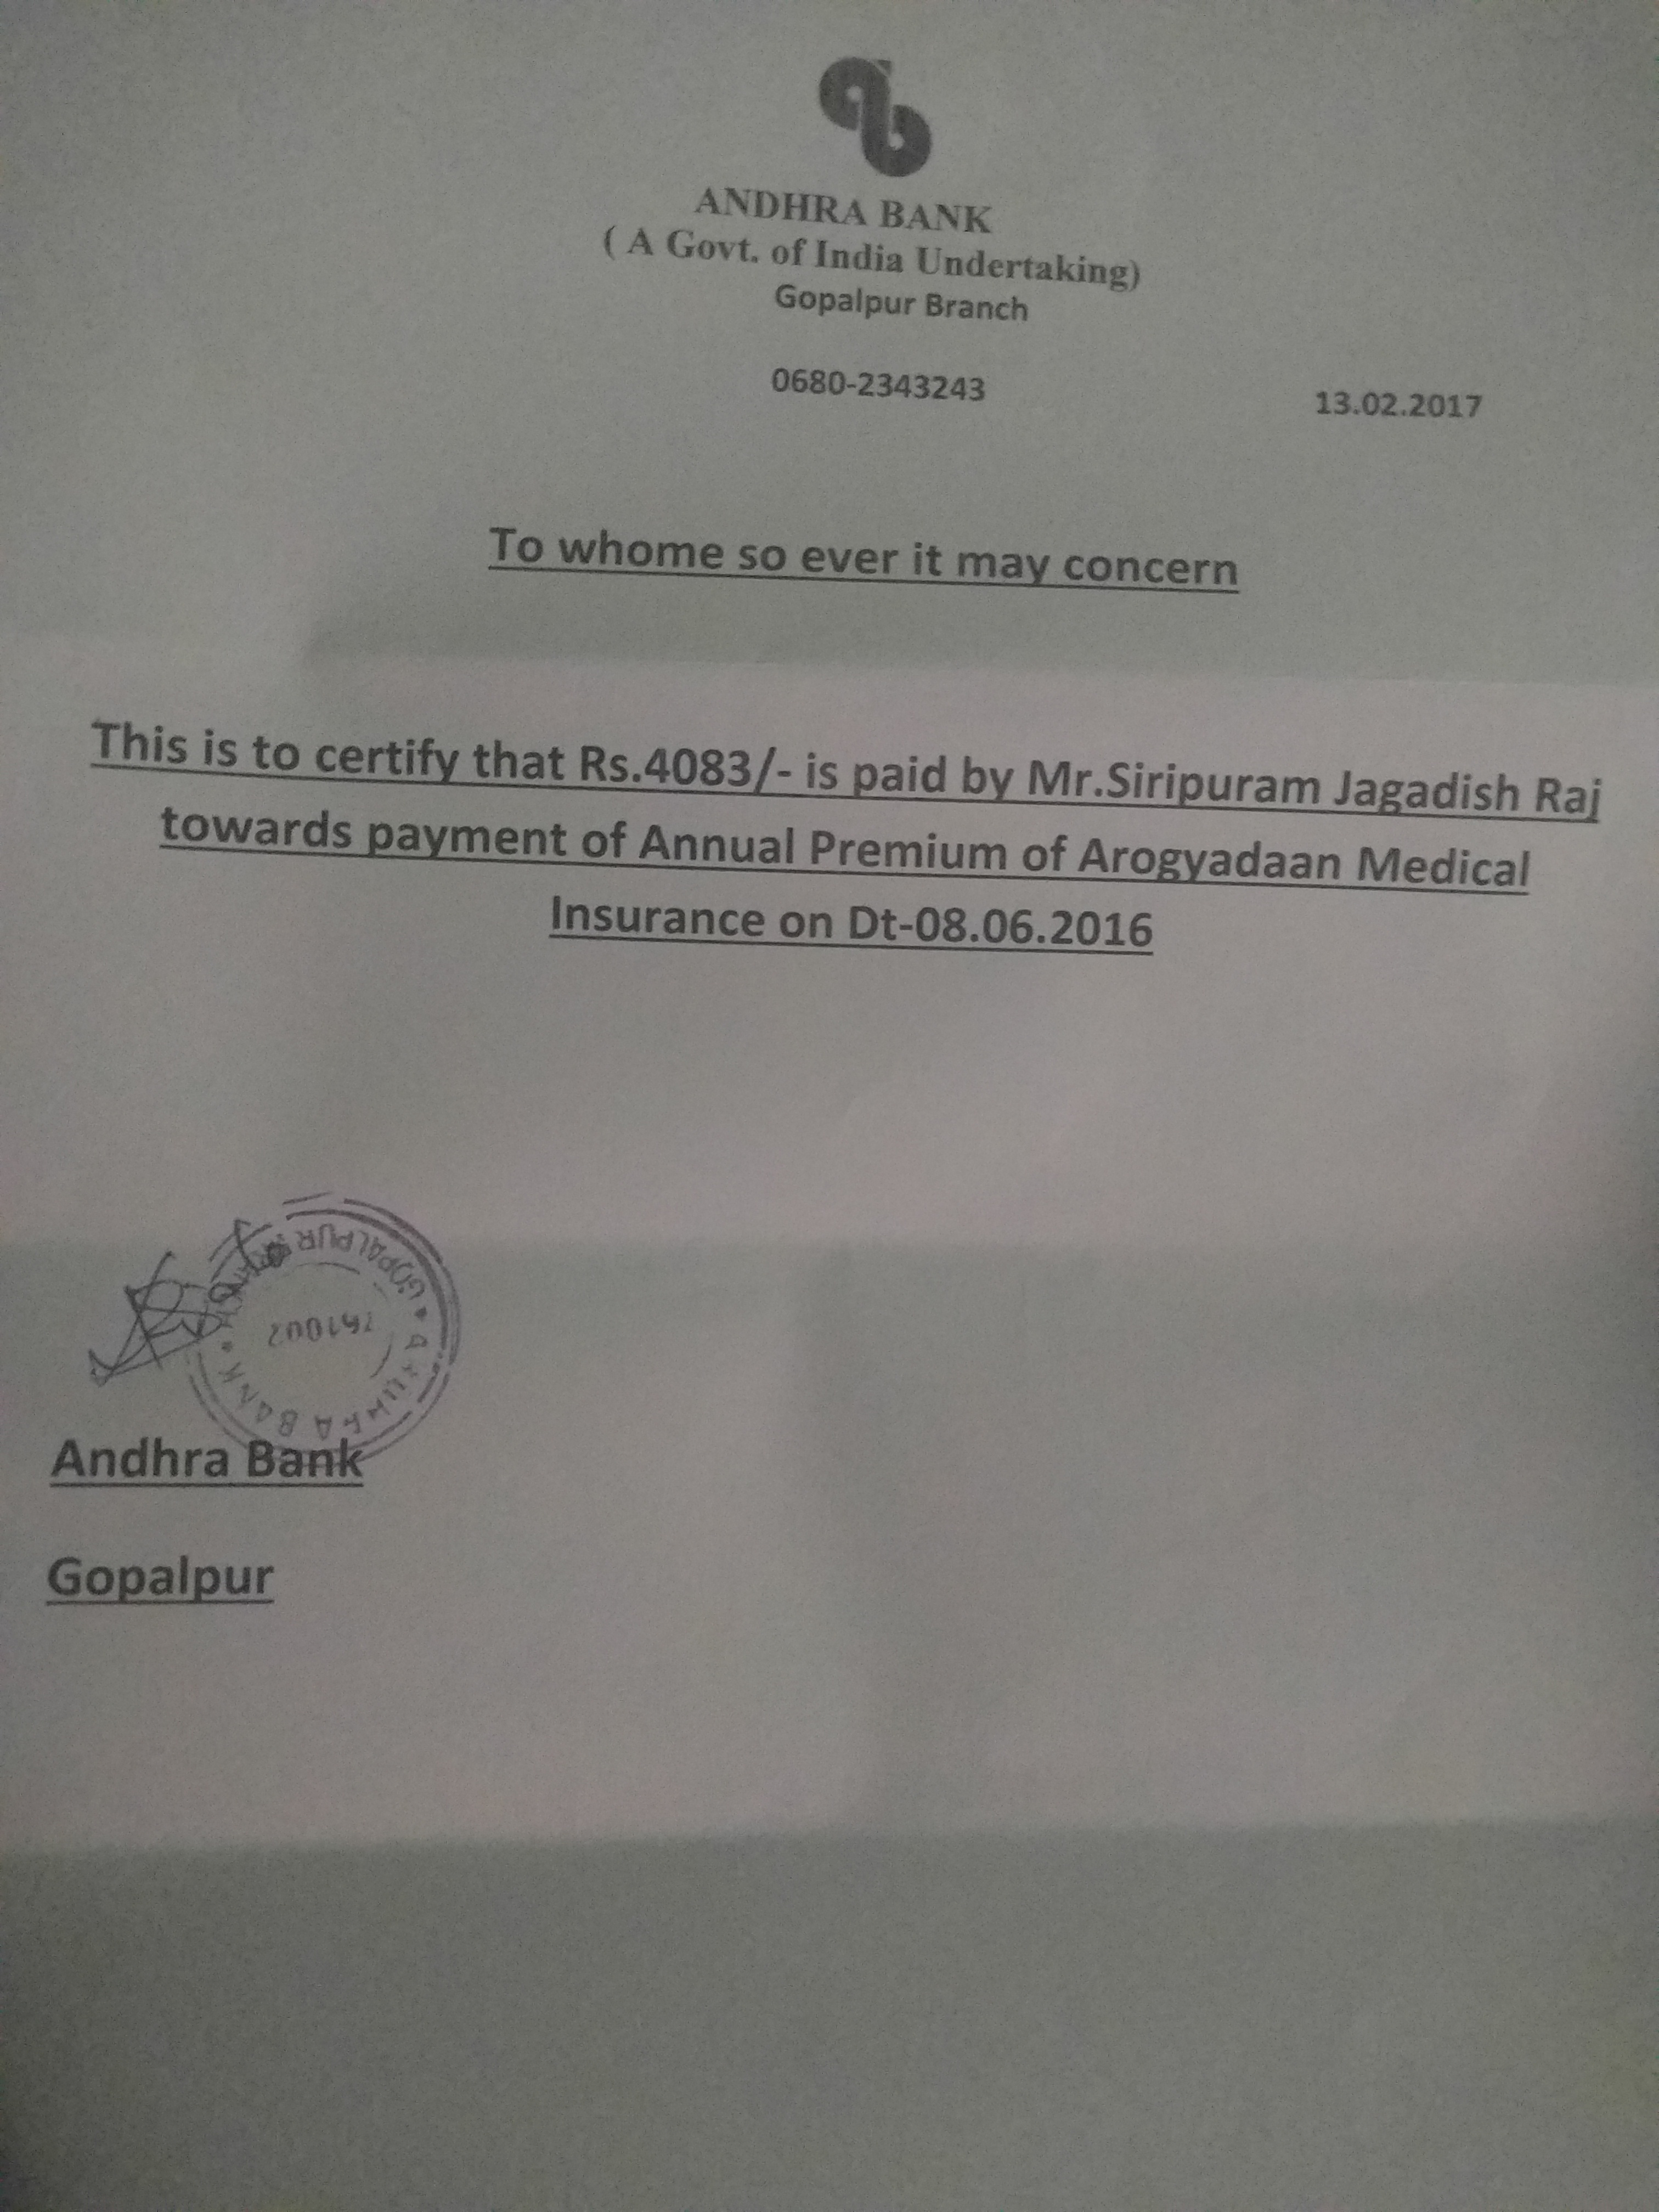 ab
ANDHRA BANK
( A Govt. of India Undertaking)
Gopalpur Branch
0680-2343243
13.02.2017
To whome so ever it may concern
This is to certify that Rs.4083/- is paid by Mr.Siripuram Jagadish Raj
towards payment of Annual Premium of Arogyadaan Medical
Insurance on Dt-08.06.2016
GOPALPUR BRANCH
761002
ANDHRA BANK
Andhra Bank
Gopalpur